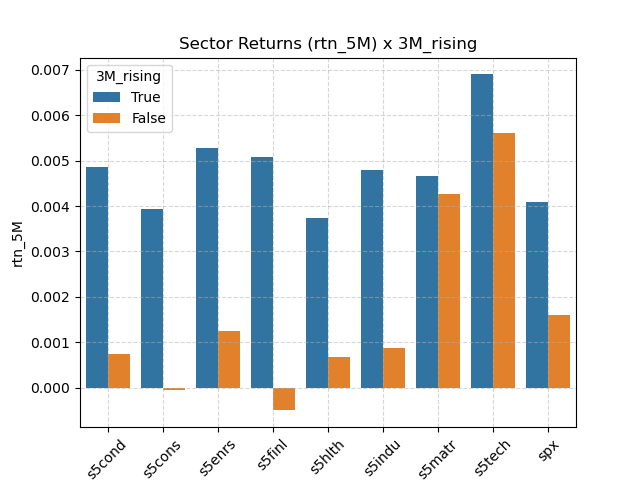 Sector Returns (rtn_5M) x 3M_rising
3M_rising
True
False
rtn_5M
0.007
0.006
0.005
0.004
0.003
0.002
0.001
0.000
s5cond
s5cons
s5enrs
s5finl
s5hlth
s5indu
s5matr
s5tech
spx